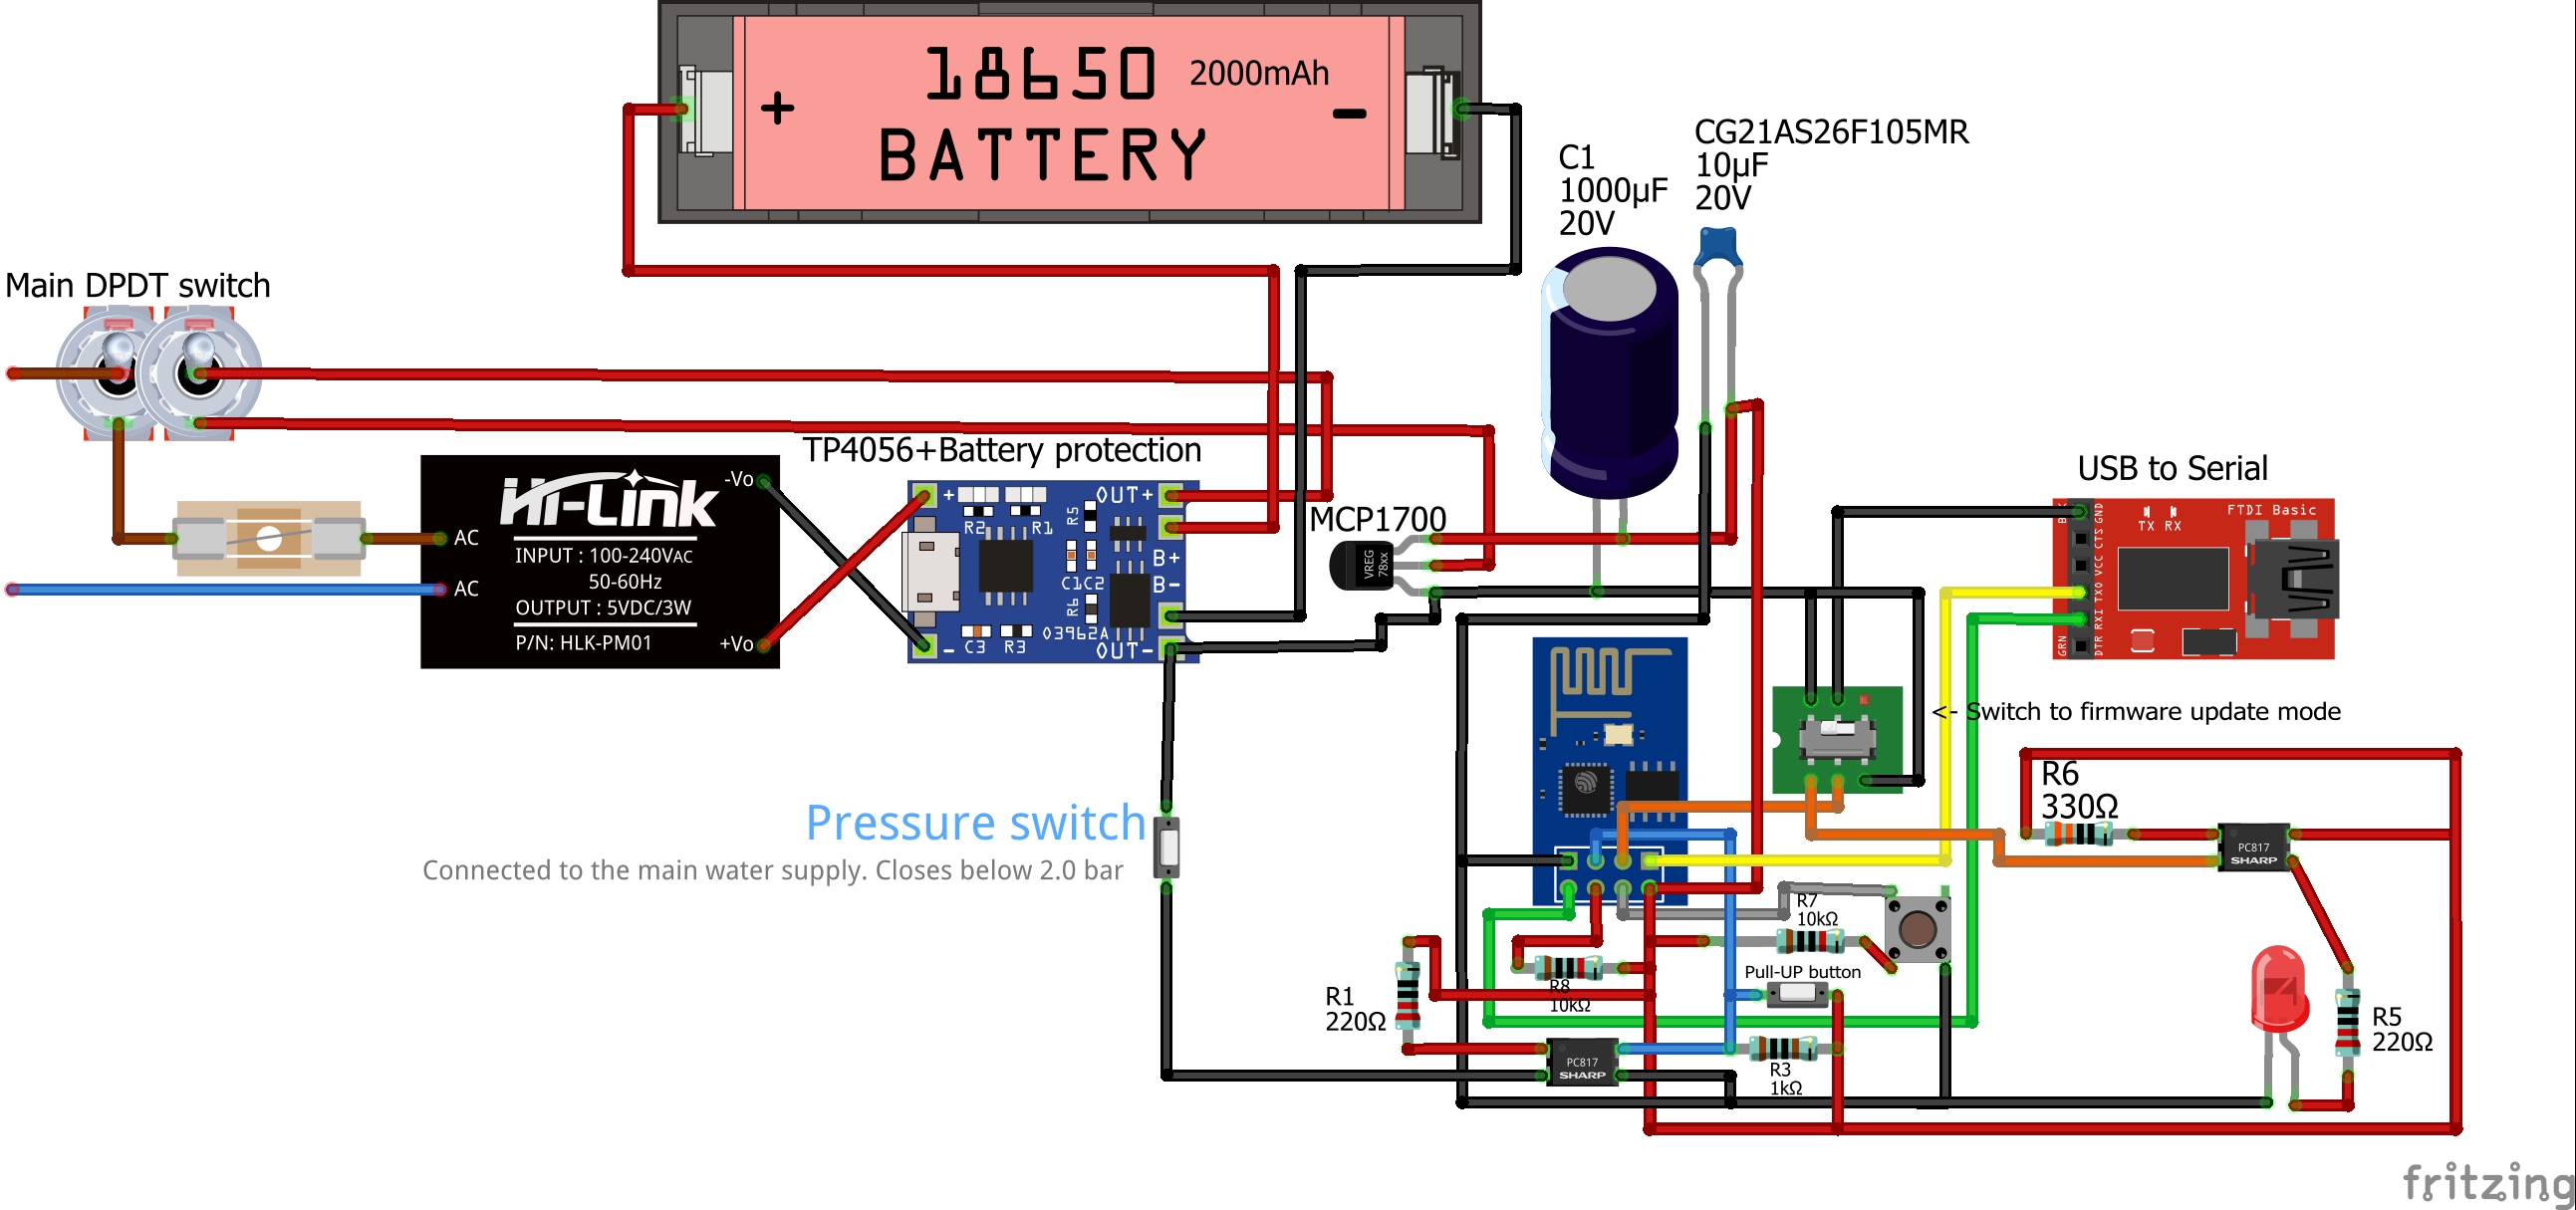 18650 2000mAh
+ -
BATTERY
CG21AS26F105MR
10µF
20V
C1
1000µF
20V
Main DPDT switch
TP4056+Battery protection
USB to Serial
Hi-Link
-Vo
AC
INPUT : 100-240VAC
50-60Hz
AC
OUTPUT : 5VDC/3W
P/N: HLK-PM01
+Vo
+
R2
R1
R5
OUT+
B+
B-
C1C2
R6
03962A
C3
R3
-
OUT-
MCP1700
VREG
78xx
FTDI Basic
TX RX
GND
CTS
VCC
TXO
RXI
DTR
GRN
<- Switch to firmware update mode
R6
330Ω
PC817
SHARP
Pressure switch
Connected to the main water supply. Closes below 2.0 bar
R7
10kΩ
Pull-UP button
R8
10kΩ
R1
220Ω
R5
220Ω
PC817
SHARP
R3
1kΩ
fritzing